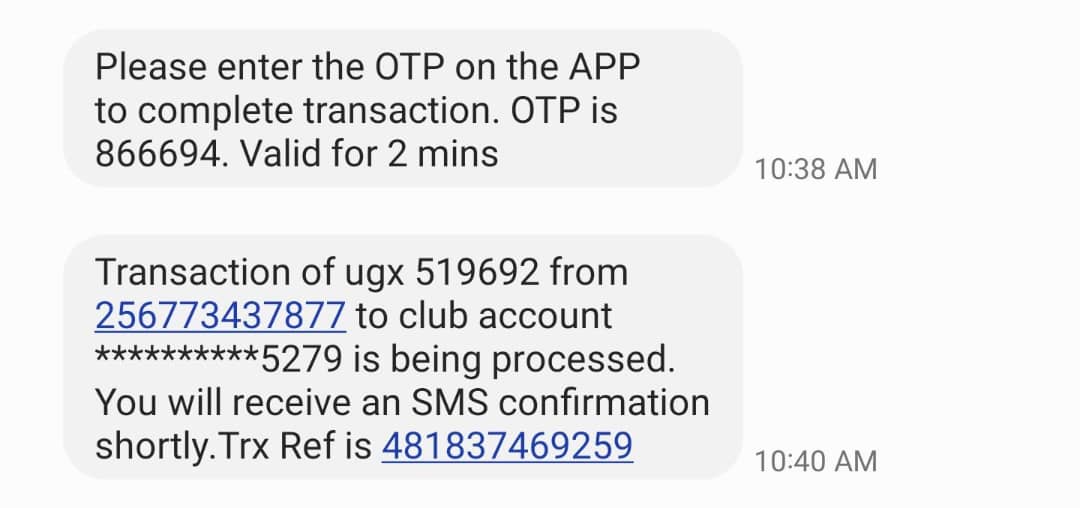 Please enter the OTP on the APP
to complete transaction. OTP is
866694. Valid for 2 mins
10:38 AM
Transaction of ugx 519692 from
256773437877 to club account
**********5279 is being processed.
You will receive an SMS confirmation
shortly.Trx Ref is 481837469259
10:40 AM